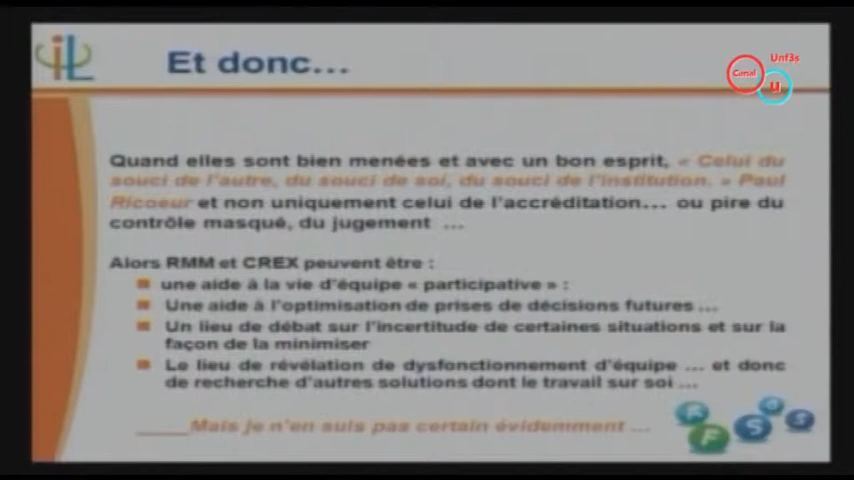 iL
Et donc...
Unf3s
Canal
u
Quand elles sont bien menées et avec un bon esprit, « Celui du
souci de l'autre, du souci de soi, du souci de l'institution. » Paul
Ricoeur et non uniquement celui de l'accréditation... ou pire du
contrôle masqué, du jugement ...
Alors RMM et CREX peuvent être :
une aide à la vie d'équipe « participative » :
Une aide à l'optimisation de prises de décisions futures ...
Un lieu de débat sur l'incertitude de certaines situations et sur la
façon de la minimiser
Le lieu de révélation de dysfonctionnement d'équipe ... et donc
de recherche d'autres solutions dont le travail sur soi ...
_____Mais je n'en suis pas certain évidemment ...
F S S